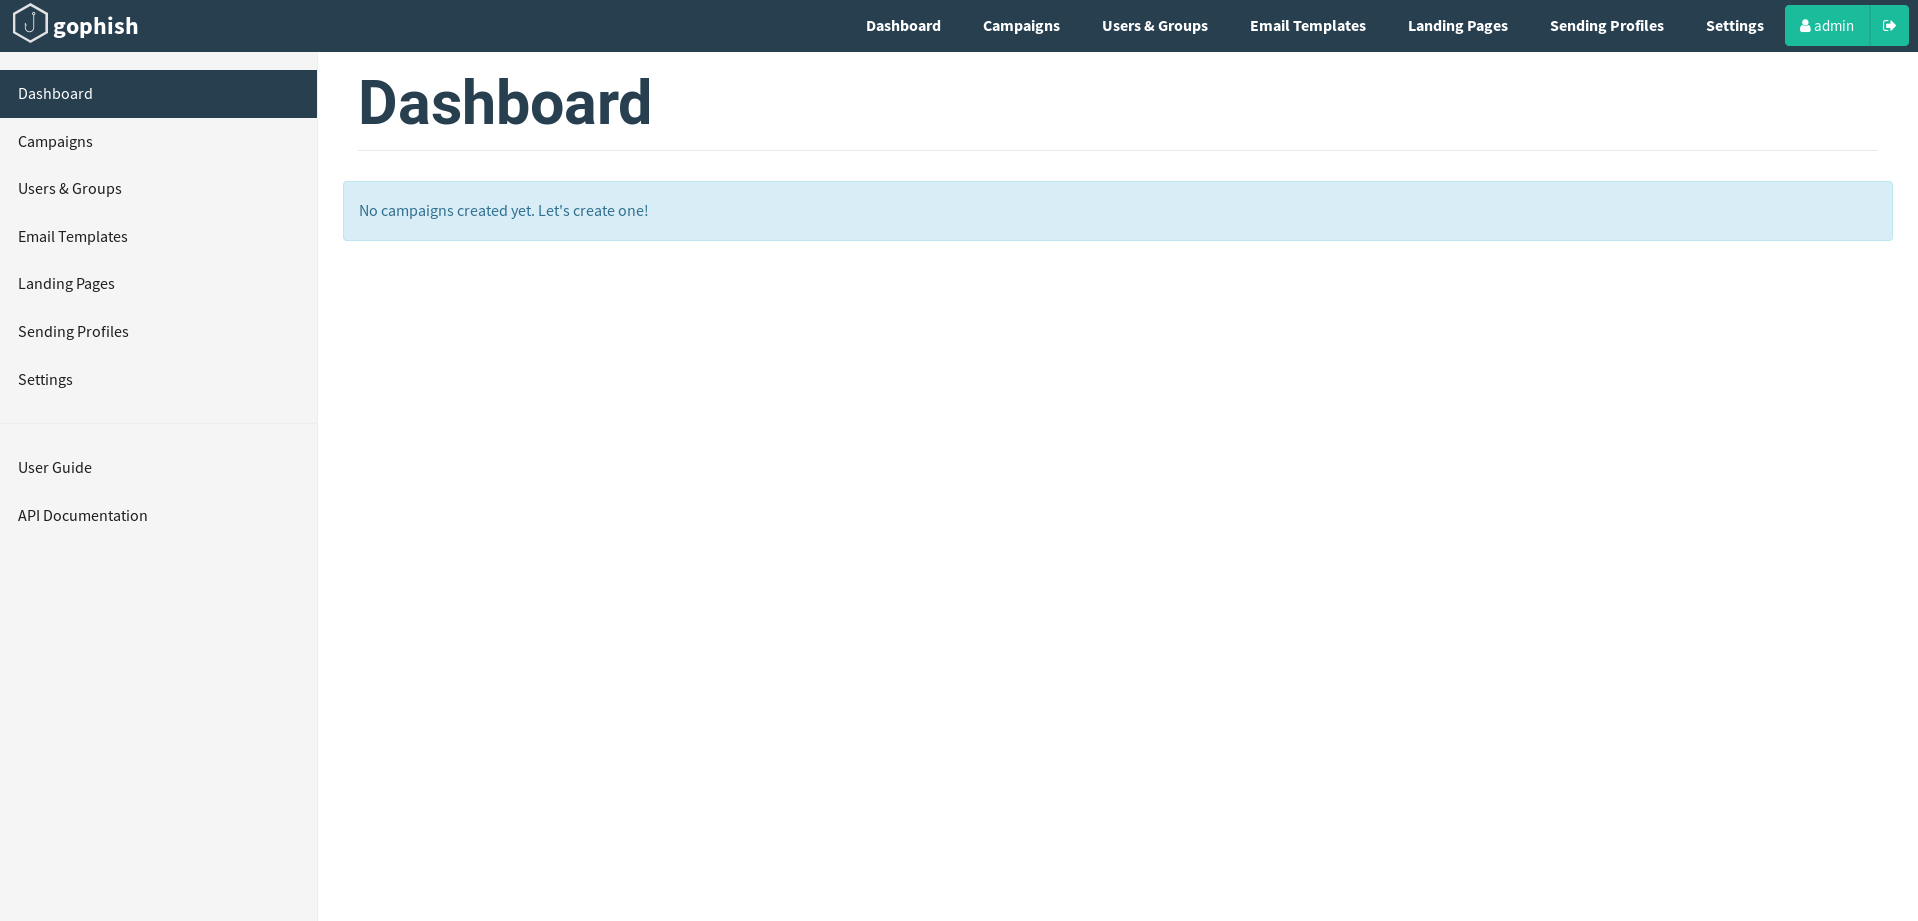 gophish
Dashboard Campaigns Users & Groups Email Templates Landing Pages Sending Profiles Settings admin
Dashboard
Campaigns
Users & Groups
Email Templates
Landing Pages
Sending Profiles
Settings
User Guide
API Documentation
Dashboard
No campaigns created yet. Let's create one!